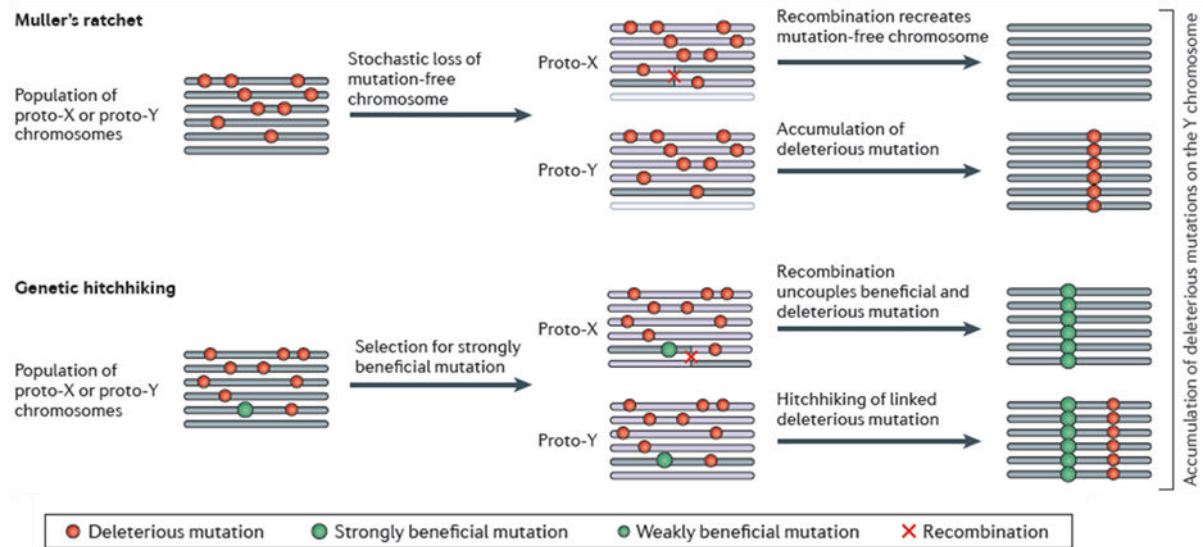 Muller's ratchet
Population of
proto-X or proto-Y
chromosomes
Stochastic loss of
mutation-free
chromosome
Proto-X
Recombination recreates
mutation-free chromosome
Proto-Y
Accumulation of
deleterious mutation
Genetic hitchhiking
Population of
proto-X or proto-Y
chromosomes
Selection for strongly
beneficial mutation
Proto-X
Recombination
uncouples beneficial and
deleterious mutation
Proto-Y
Hitchhiking of linked
deleterious mutation
Accumulation of deleterious mutations on the Y chromosome
Deleterious mutation
Strongly beneficial mutation
Weakly beneficial mutation
Recombination